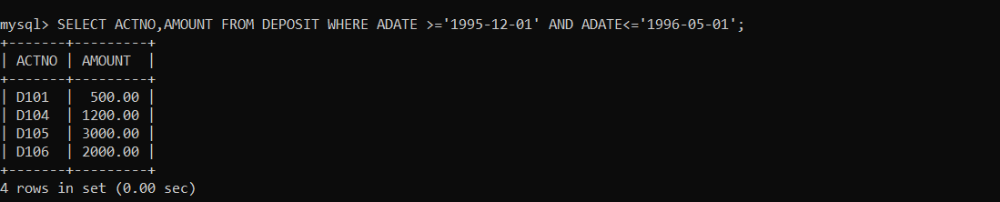 mysql> SELECT ACTNO,AMOUNT FROM DEPOSIT WHERE ADATE >='1995-12-01' AND ADATE<='1996-05-01';
+-------+---------+
| ACTNO | AMOUNT  |
+-------+---------+
| D101  |  500.00 |
| D104  | 1200.00 |
| D105  | 3000.00 |
| D106  | 2000.00 |
+-------+---------+
4 rows in set (0.00 sec)